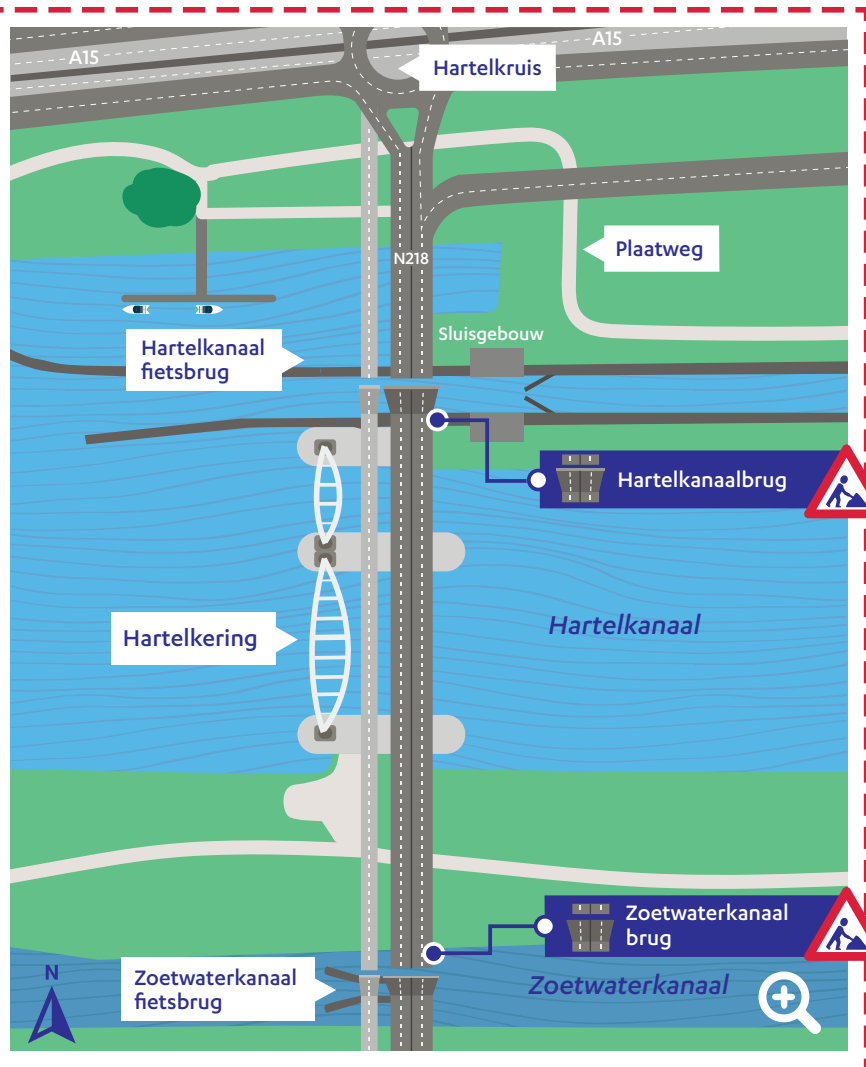 A15
A15
Hartelkruis
N218
Plaatweg
Sluisgebouw
Hartelkanaal
fietsbrug
Hartelkanaalbrug
Hartelkering
Hartelkanaal
Zoetwaterkanaal
brug
Zoetwaterkanaal
fietsbrug
Zoetwaterkanaal
N